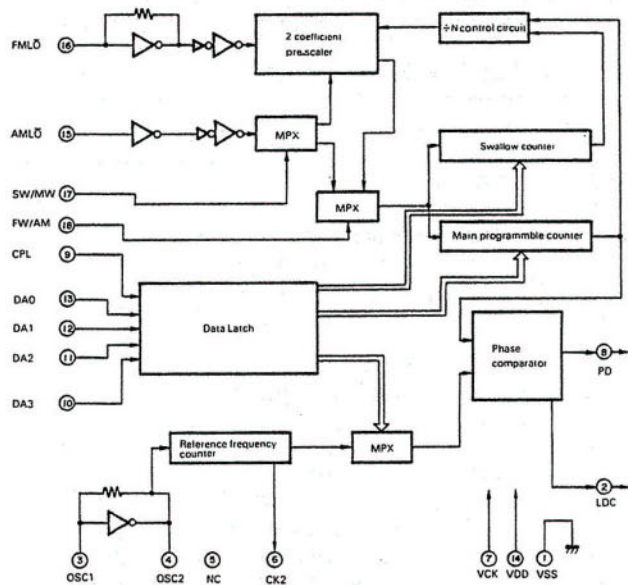 FMLŌ
16
2 coefficient
prescaler
÷N control circuit
AMLŌ
15
MPX
Swallow counter
SW/MW
17
MPX
FW/AM
18
Main programmble counter
CPL
9
DA0
13
Data Latch
DA1
12
DA2
11
Phase
comparator
8
PD
DA3
10
Reference frequency
counter
MPX
2
LDC
3
OSC1
4
OSC2
5
NC
6
CK2
7
VCK
14
VDD
1
VSS